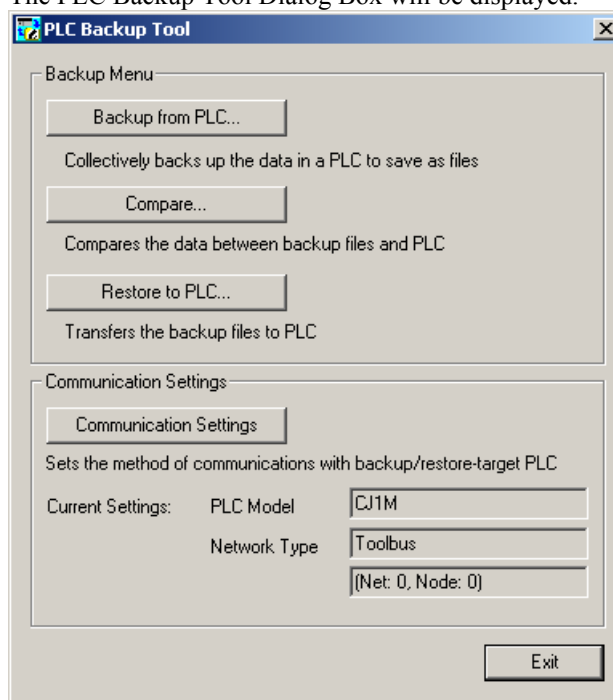 The PLC Backup Tool Dialog Box will be displayed.
PLC Backup Tool
Backup Menu
Backup from PLC...
Collectively backs up the data in a PLC to save as files
Compare...
Compares the data between backup files and PLC
Restore to PLC...
Transfers the backup files to PLC
Communication Settings
Communication Settings
Sets the method of communications with backup/restore-target PLC
Current Settings: PLC Model CJ1M
Network Type Toolbus
(Net: 0, Node: 0)
Exit